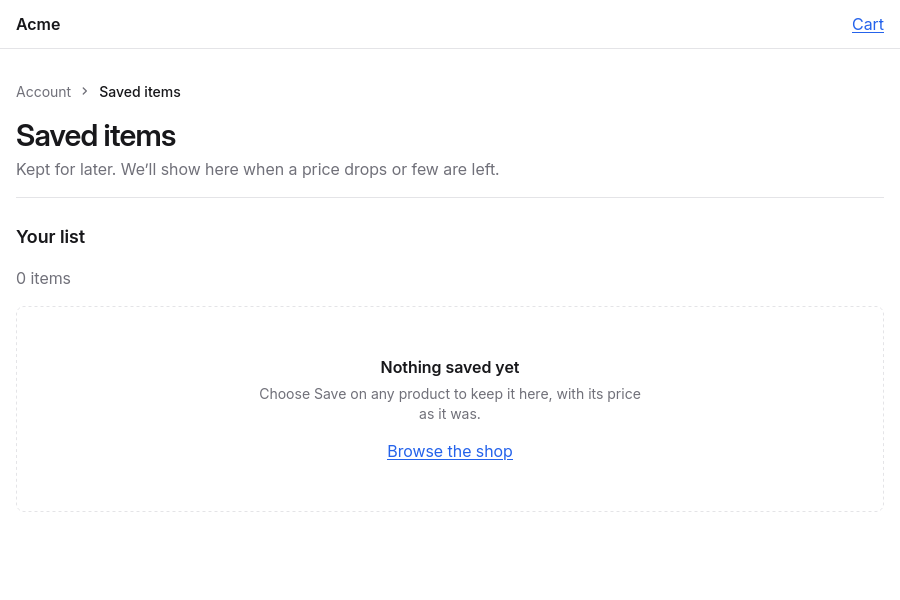 Acme
Cart
Account
Saved items
Saved items
Kept for later. We'll show here when a price drops or few are left.
Your list
0 items
Nothing saved yet
Choose Save on any product to keep it here, with its price
as it was.
Browse the shop